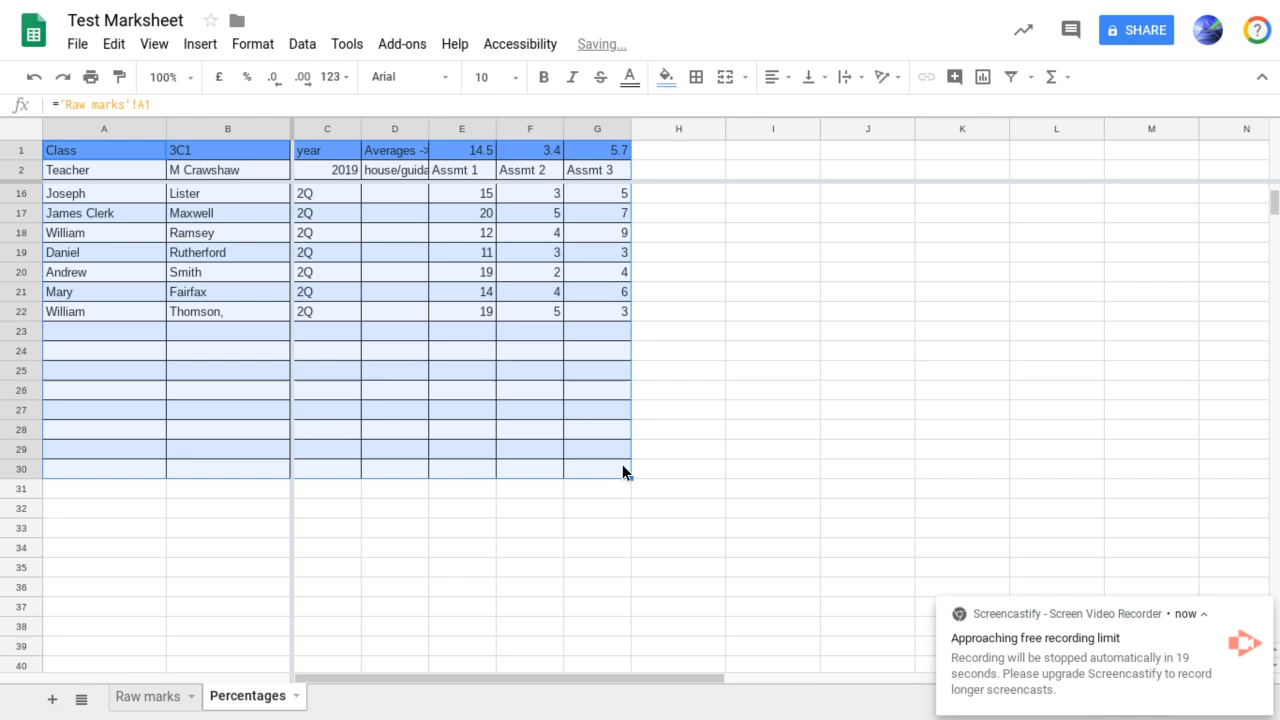 Test Marksheet
File Edit View Insert Format Data Tools Add-ons Help Accessibility Saving...
SHARE
100% £ % .0 .00 123 Arial 10 B I S A
fx ='Raw marks'!A1
A B C D E F G H I J K L M N
1 Class 3C1 year Averages -> 14.5 3.4 5.7
2 Teacher M Crawshaw 2019 house/guida Assmt 1 Assmt 2 Assmt 3
16 Joseph Lister 2Q 15 3 5
17 James Clerk Maxwell 2Q 20 5 7
18 William Ramsey 2Q 12 4 9
19 Daniel Rutherford 2Q 11 3 3
20 Andrew Smith 2Q 19 2 4
21 Mary Fairfax 2Q 14 4 6
22 William Thomson, 2Q 19 5 3
23
24
25
26
27
28
29
30
31
32
33
34
35
36
37
38
39
40
Screencastify - Screen Video Recorder • now
Approaching free recording limit
Recording will be stopped automatically in 19
seconds. Please upgrade Screencastify to record
longer screencasts.
Raw marks Percentages